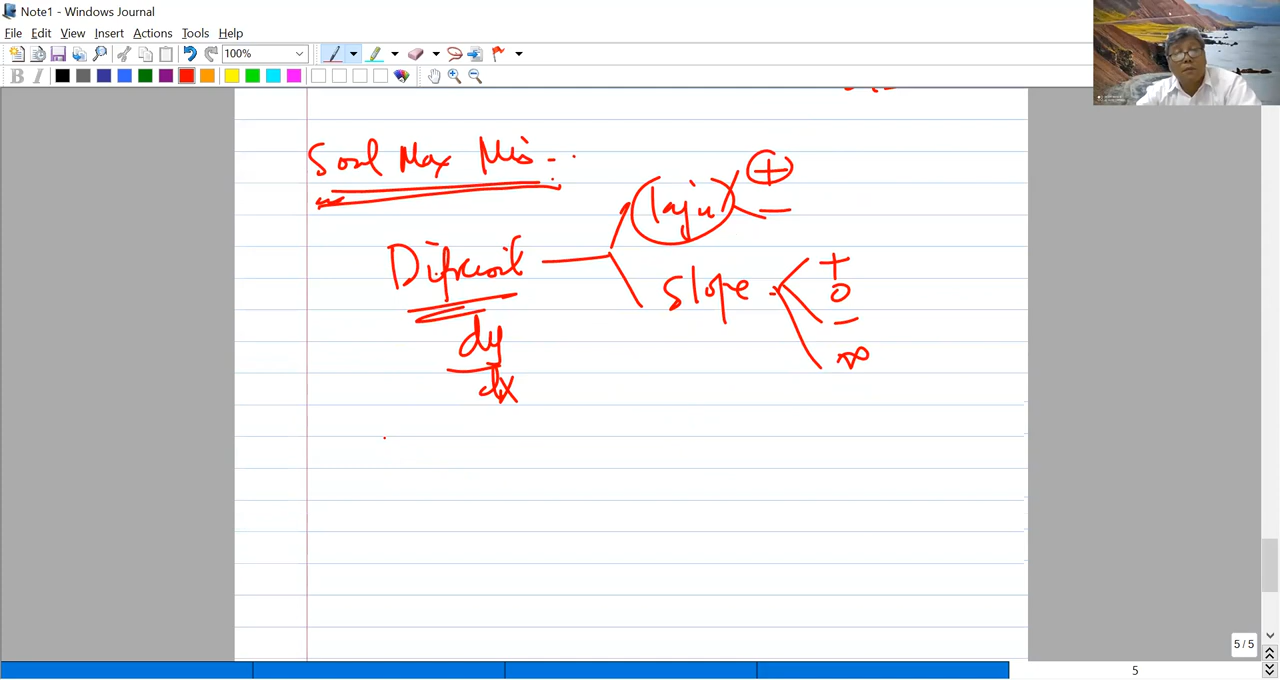 Note1 - Windows Journal
File Edit View Insert Actions Tools Help
100%
B I
Soal Max Min..
laju +
-
Difrensit
slope + 0 - ∞
dy
dx
5 / 5
5